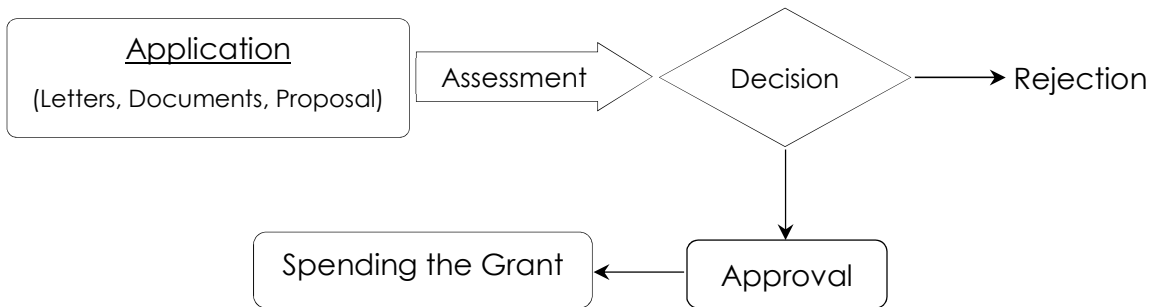 Application
(Letters, Documents, Proposal)
Assessment
Decision
Rejection
Spending the Grant
Approval